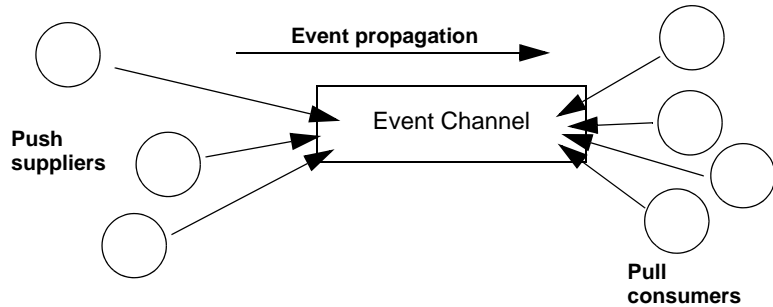 Event propagation
Event Channel
Push
suppliers
Pull
consumers